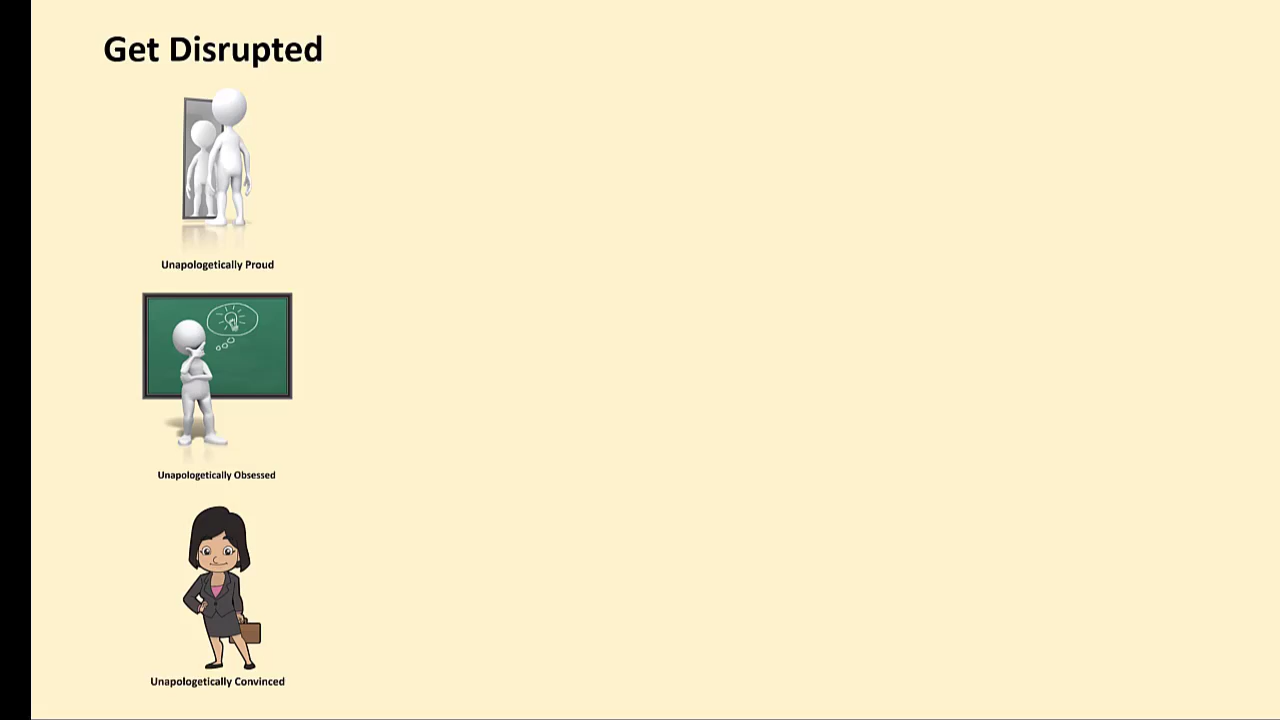 Get Disrupted
Unapologetically Proud
Unapologetically Obsessed
Unapologetically Convinced